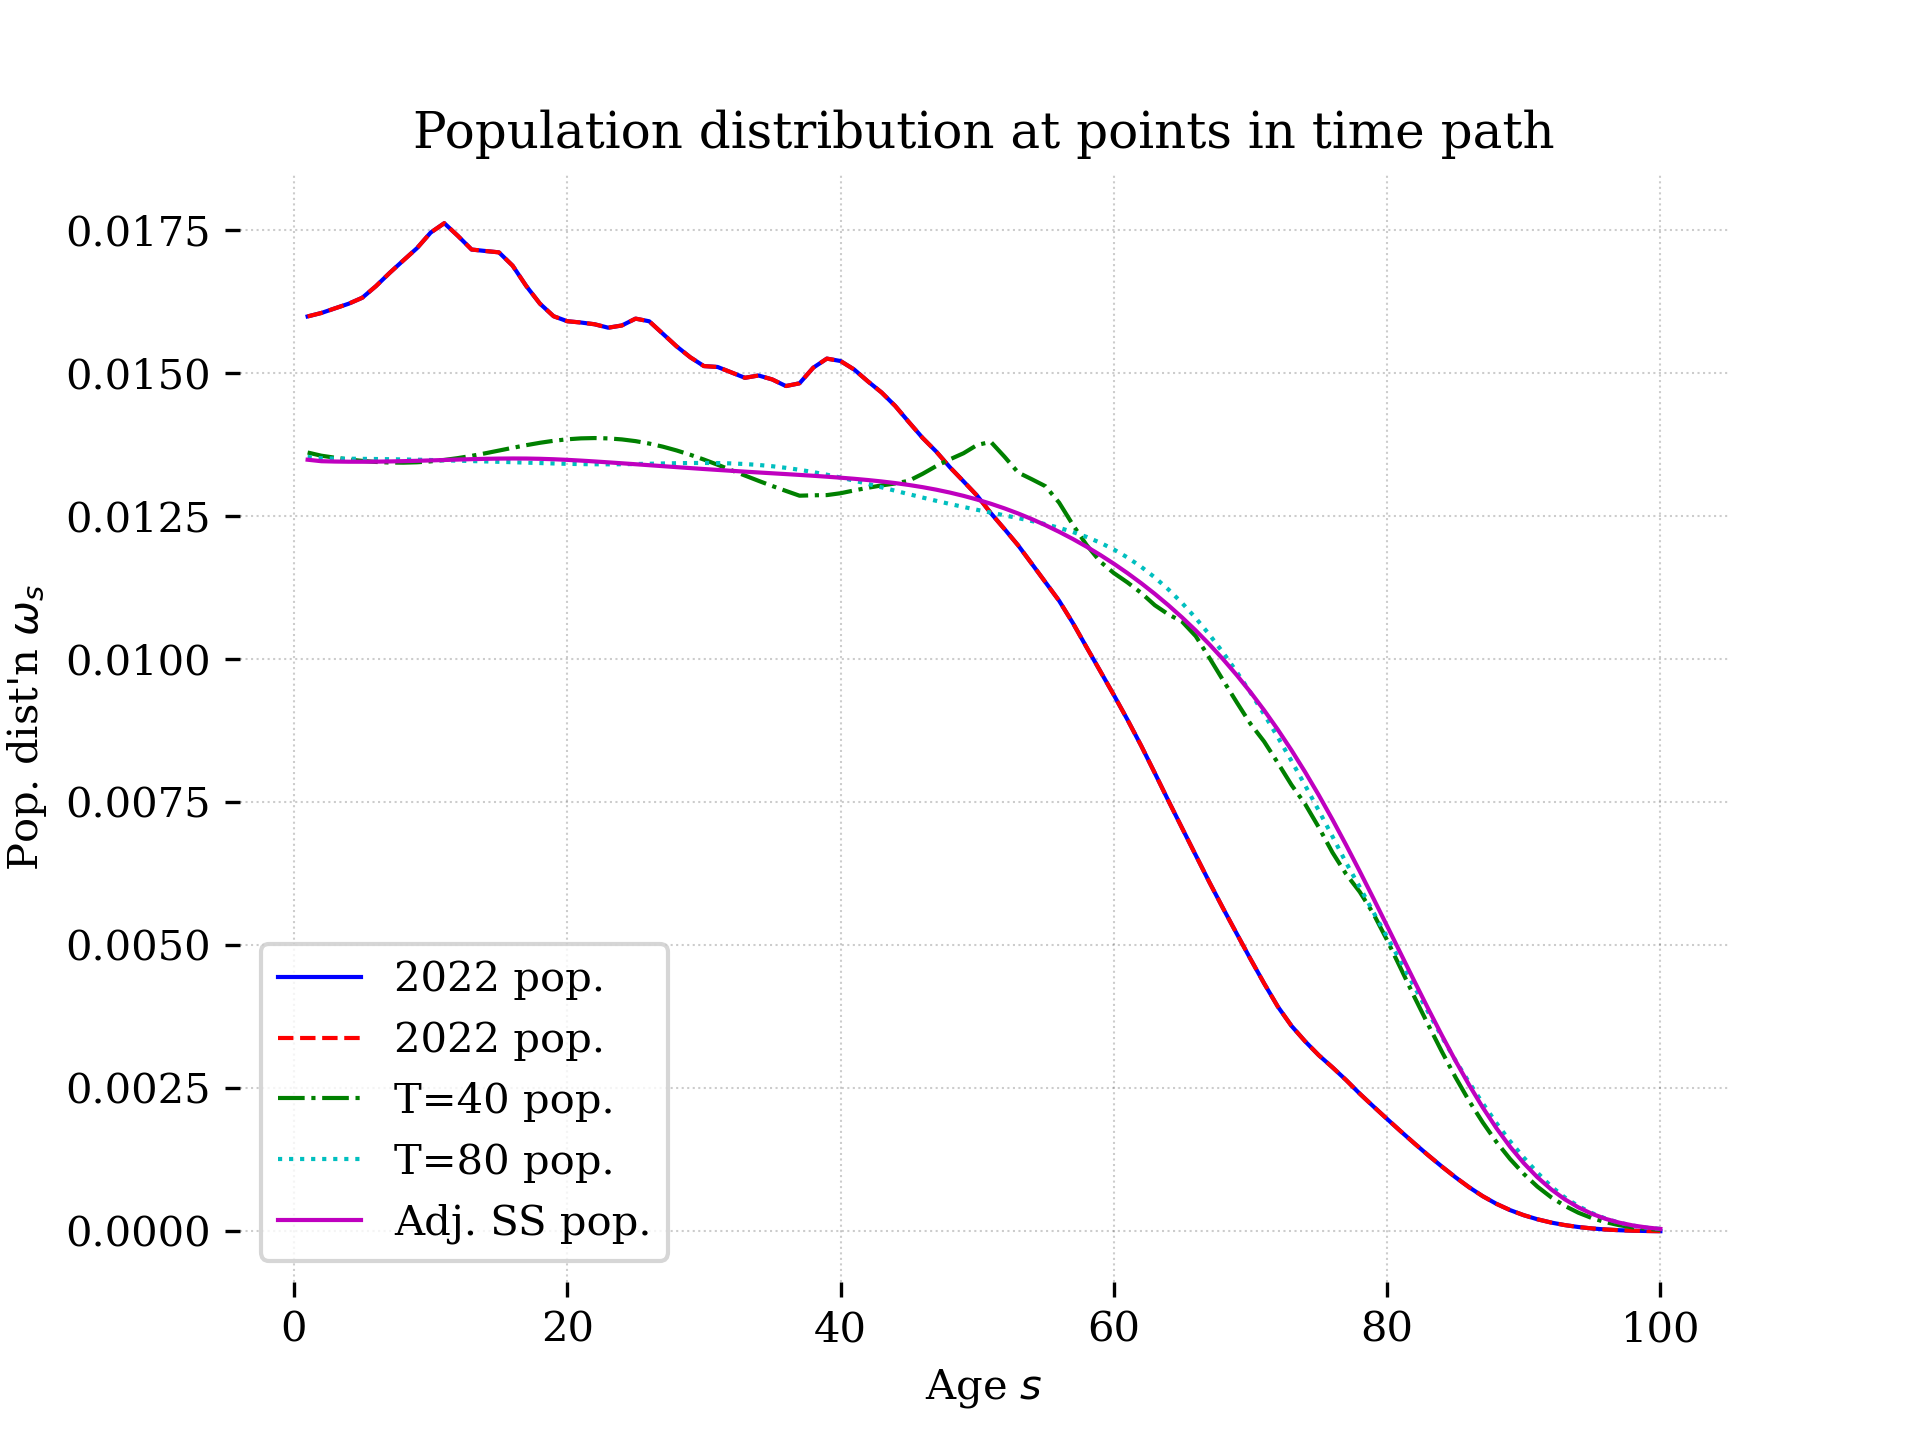 Population distribution at points in time path
Pop. dist'n ωs
0.0175
0.0150
0.0125
0.0100
0.0075
0.0050
0.0025
0.0000
2022 pop.
2022 pop.
T=40 pop.
T=80 pop.
Adj. SS pop.
0 20 40 60 80 100
Age s